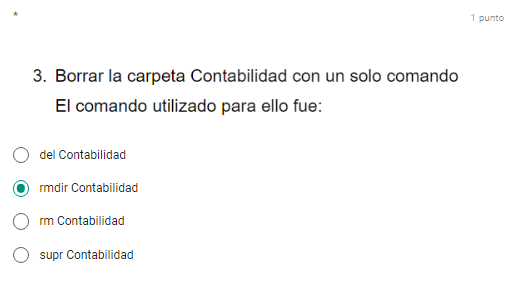 *
1 punto
3. Borrar la carpeta Contabilidad con un solo comando
El comando utilizado para ello fue:
del Contabilidad
rmdir Contabilidad
rm Contabilidad
supr Contabilidad